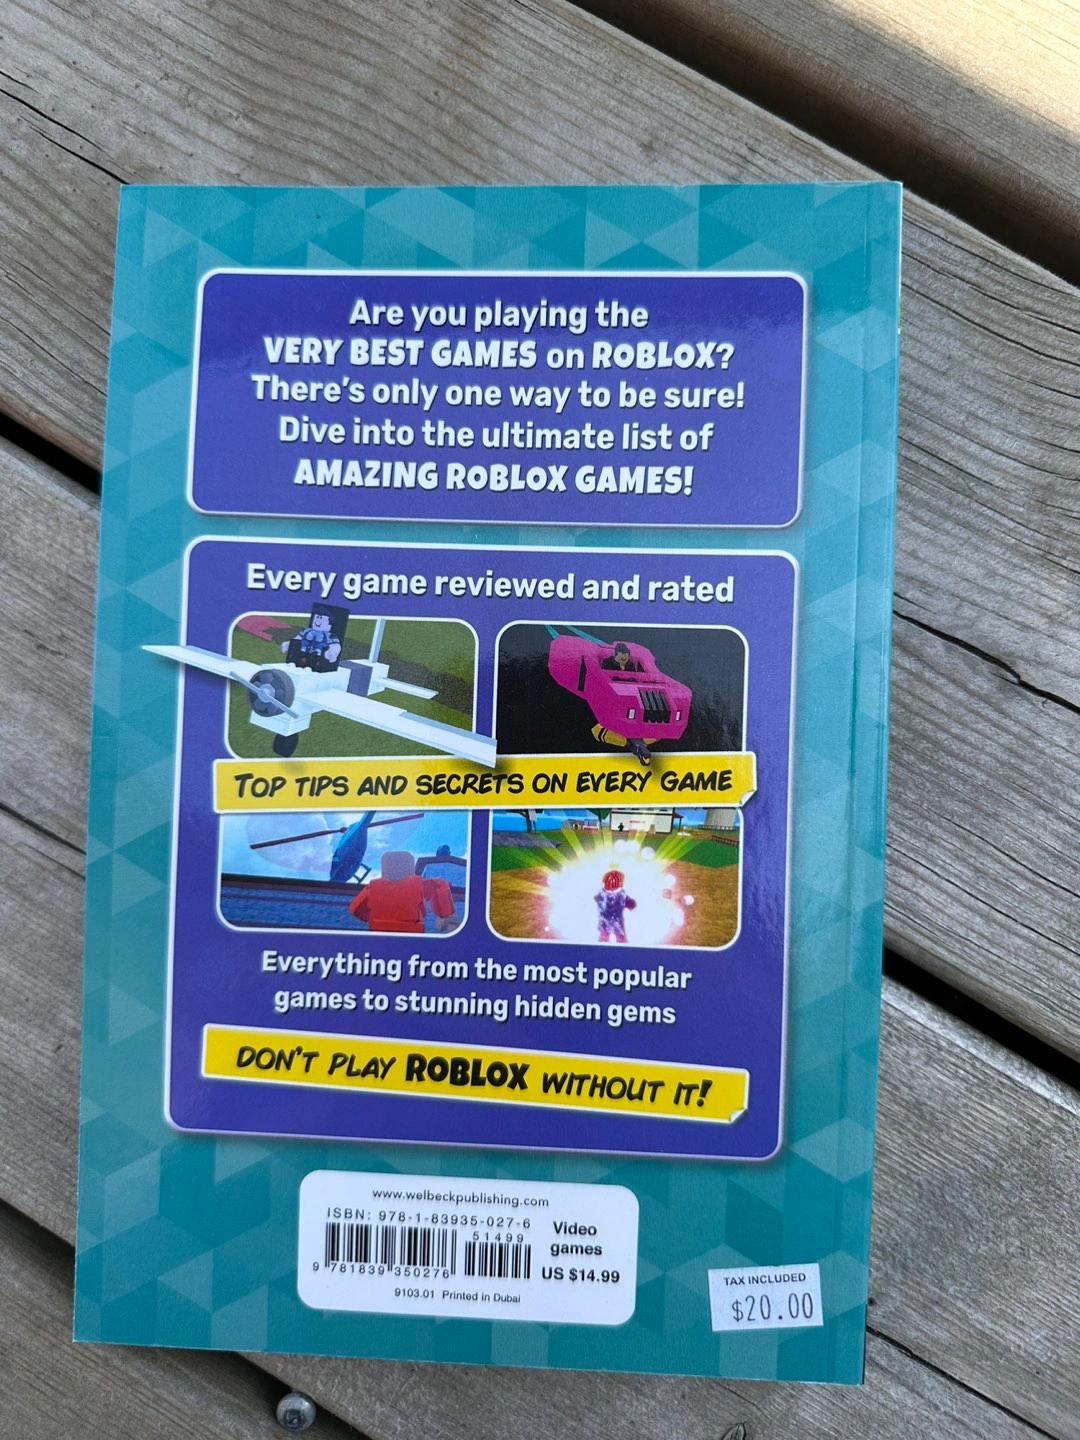 Are you playing the
VERY BEST GAMES on ROBLOX?
There's only one way to be sure!
Dive into the ultimate list of
AMAZING ROBLOX GAMES!
Every game reviewed and rated
TOP TIPS AND SECRETS ON EVERY GAME
Everything from the most popular
games to stunning hidden gems
DON'T PLAY ROBLOX WITHOUT IT!
www.welbeckpublishing.com
ISBN: 978-1-83935-027-6
51499
9 781839 350276
Video
games
US $14.99
9103.01 Printed in Dubai
TAX INCLUDED
$20.00